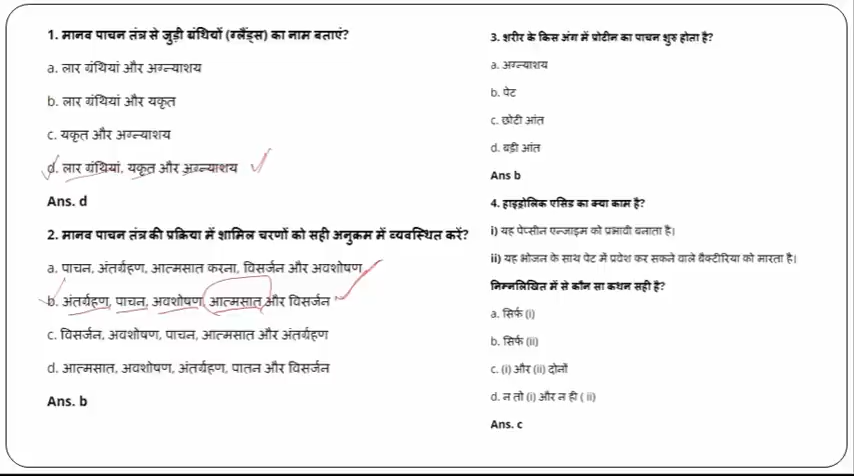 1. मानव पाचन तंत्र से जुड़ी ग्रंथियों (ग्लैंड्स) का नाम बताएं?
a. लार ग्रंथियां और अग्न्याशय
b. लार ग्रंथियां और यकृत
c. यकृत और अग्न्याशय
d. लार ग्रंथियां, यकृत और अग्न्याशय
Ans. d
2. मानव पाचन तंत्र की प्रक्रिया में शामिल चरणों को सही अनुक्रम में व्यवस्थित करें?
a. पाचन, अंतर्ग्रहण, आत्मसात करना, विसर्जन और अवशोषण
b. अंतर्ग्रहण, पाचन, अवशोषण, आत्मसात और विसर्जन
c. विसर्जन, अवशोषण, पाचन, आत्मसात और अंतर्ग्रहण
d. आत्मसात, अवशोषण, अंतर्ग्रहण, पातन और विसर्जन
Ans. b
3. शरीर के किस अंग में प्रोटीन का पाचन शुरु होता है?
a. अग्न्याशय
b. पेट
c. छोटी आंत
d. बड़ी आंत
Ans b
4. हाइड्रोलिक एसिड का क्या काम है?
i) यह पेप्सीन एन्जाइम को प्रभावी बनाता है।
ii) यह भोजन के साथ पेट में प्रवेश कर सकने वाले बैक्टीरिया को मारता है।
निम्नलिखित में से कौन सा कथन सही है?
a. सिर्फ (i)
b. सिर्फ (ii)
c. (i) और (ii) दोनों
d. न तो (i) और न ही ( ii)
Ans. c